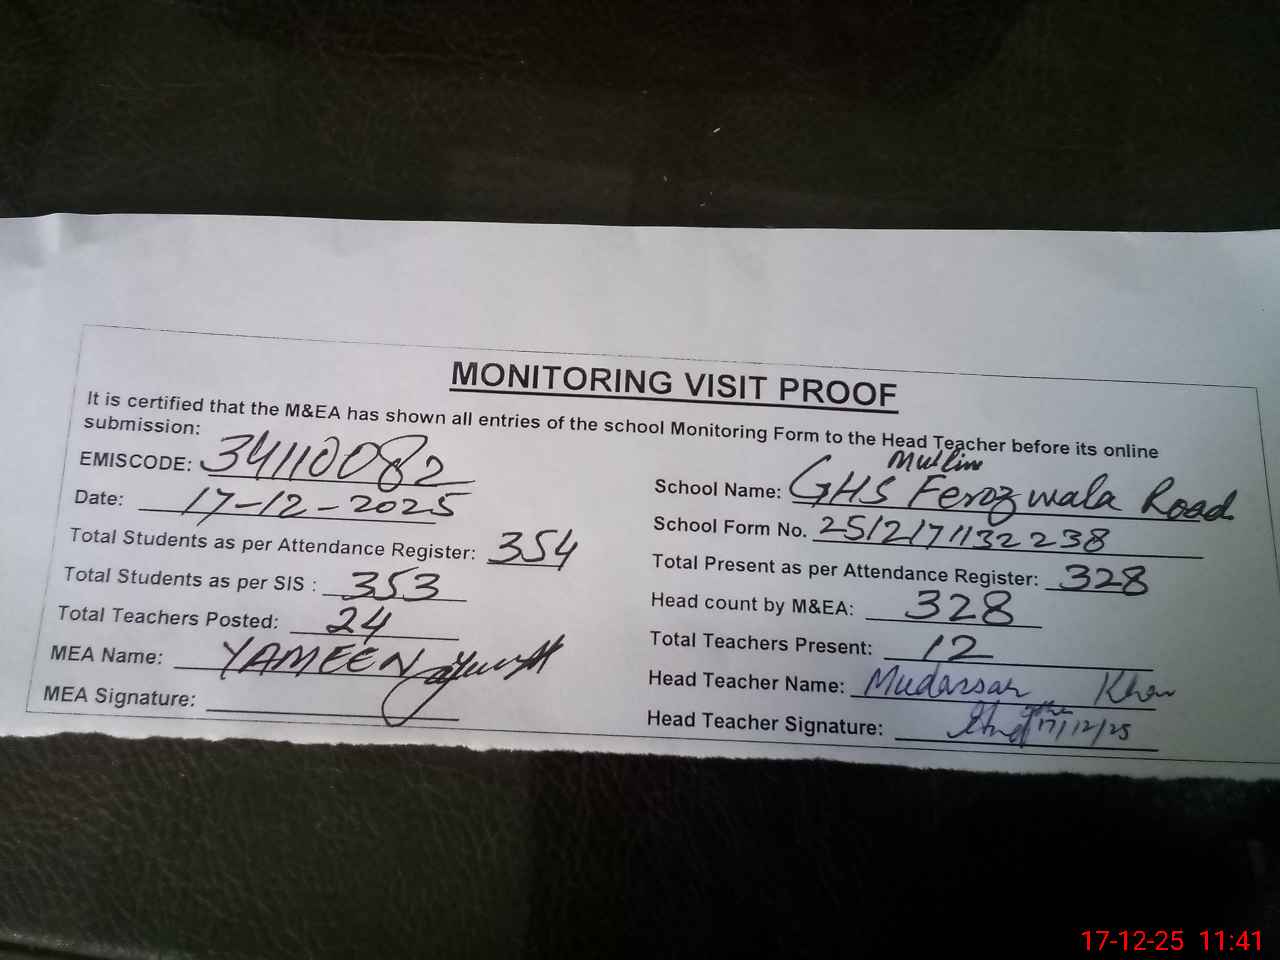 MONITORING VISIT PROOF
It is certified that the M&EA has shown all entries of the school Monitoring Form to the Head Teacher before its online
submission:
EMISCODE: 34110082
Date: 17-12-2025
Total Students as per Attendance Register: 354
Total Students as per SIS : 353
Total Teachers Posted: 24
MEA Name: YAMEEN
MEA Signature:
School Name: GHS Muslim Ferozwala Road
School Form No. 2512171132238
Total Present as per Attendance Register: 328
Head count by M&EA: 328
Total Teachers Present: 12
Head Teacher Name: Mudassar Khan
Head Teacher Signature: 17/12/25
17-12-25 11:41